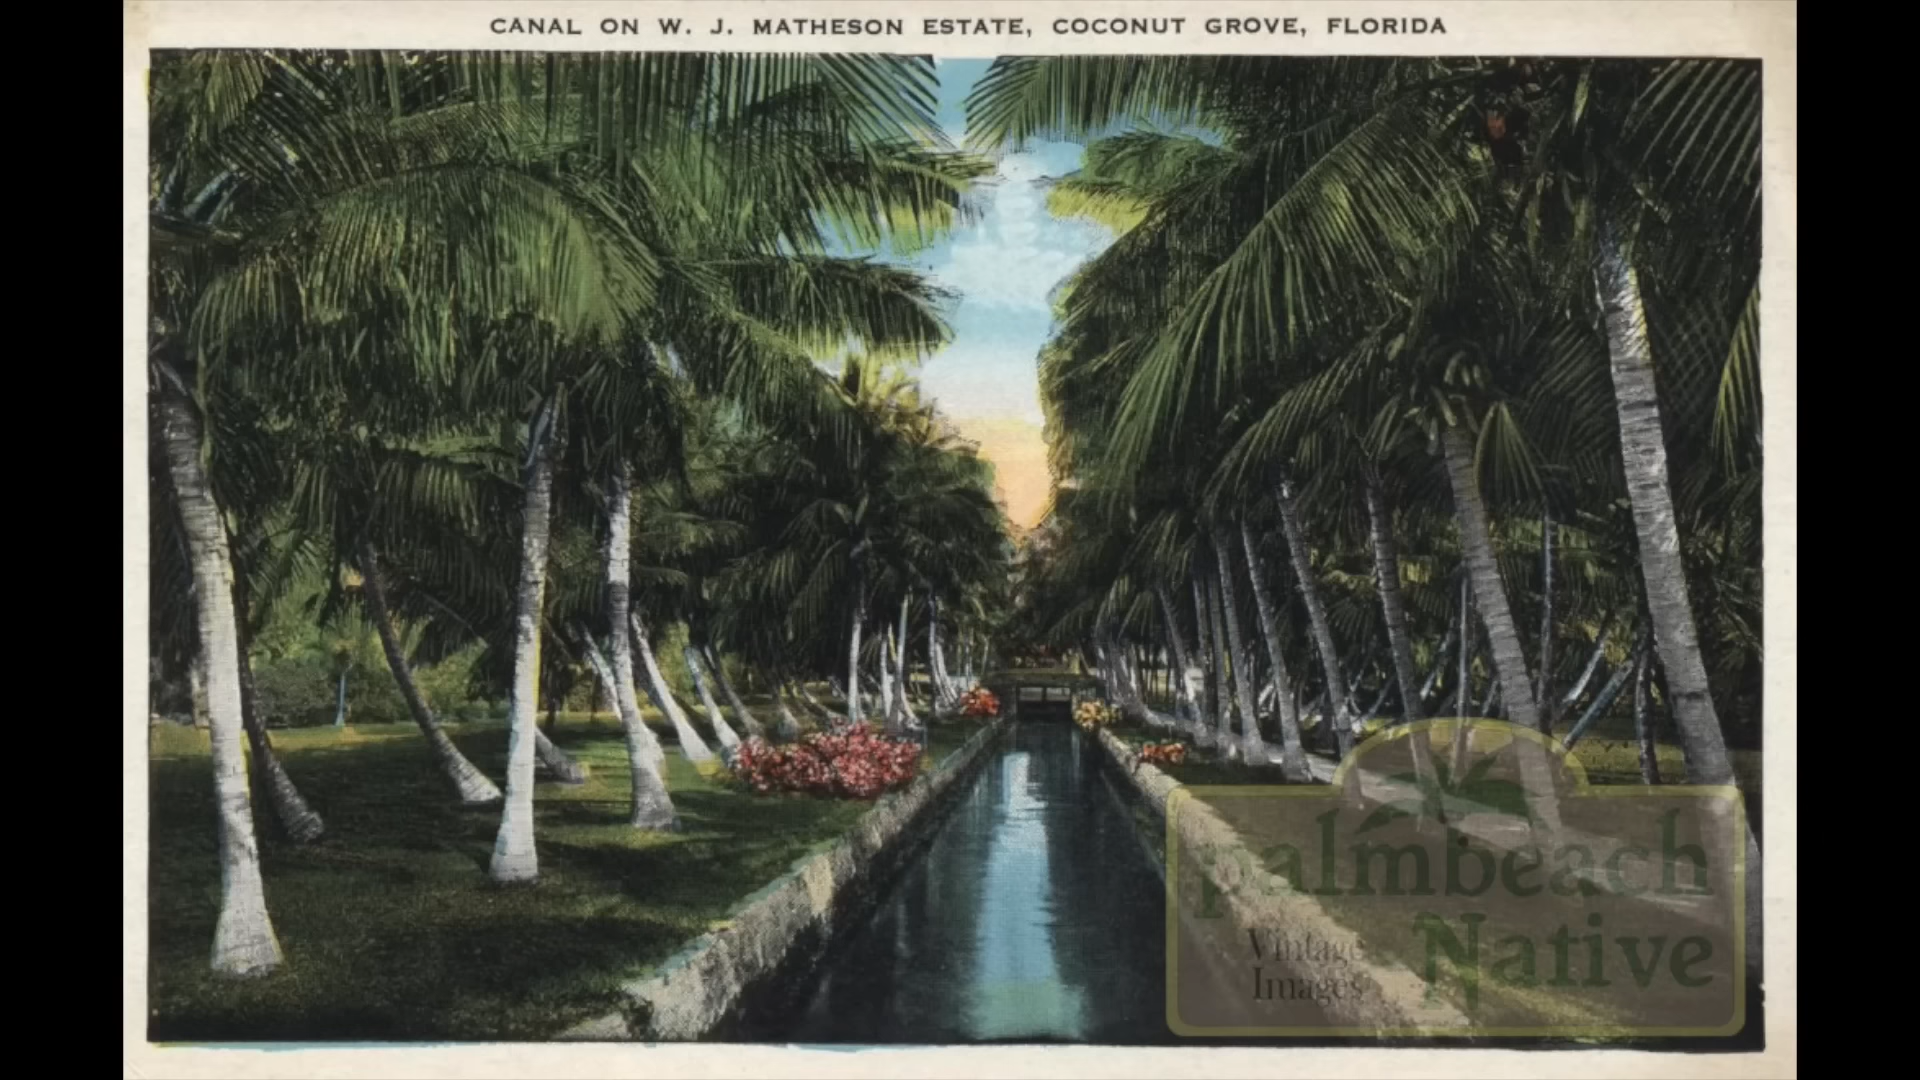 CANAL ON W. J. MATHESON ESTATE, COCONUT GROVE, FLORIDA
palmbeach
Vintage Native
Images